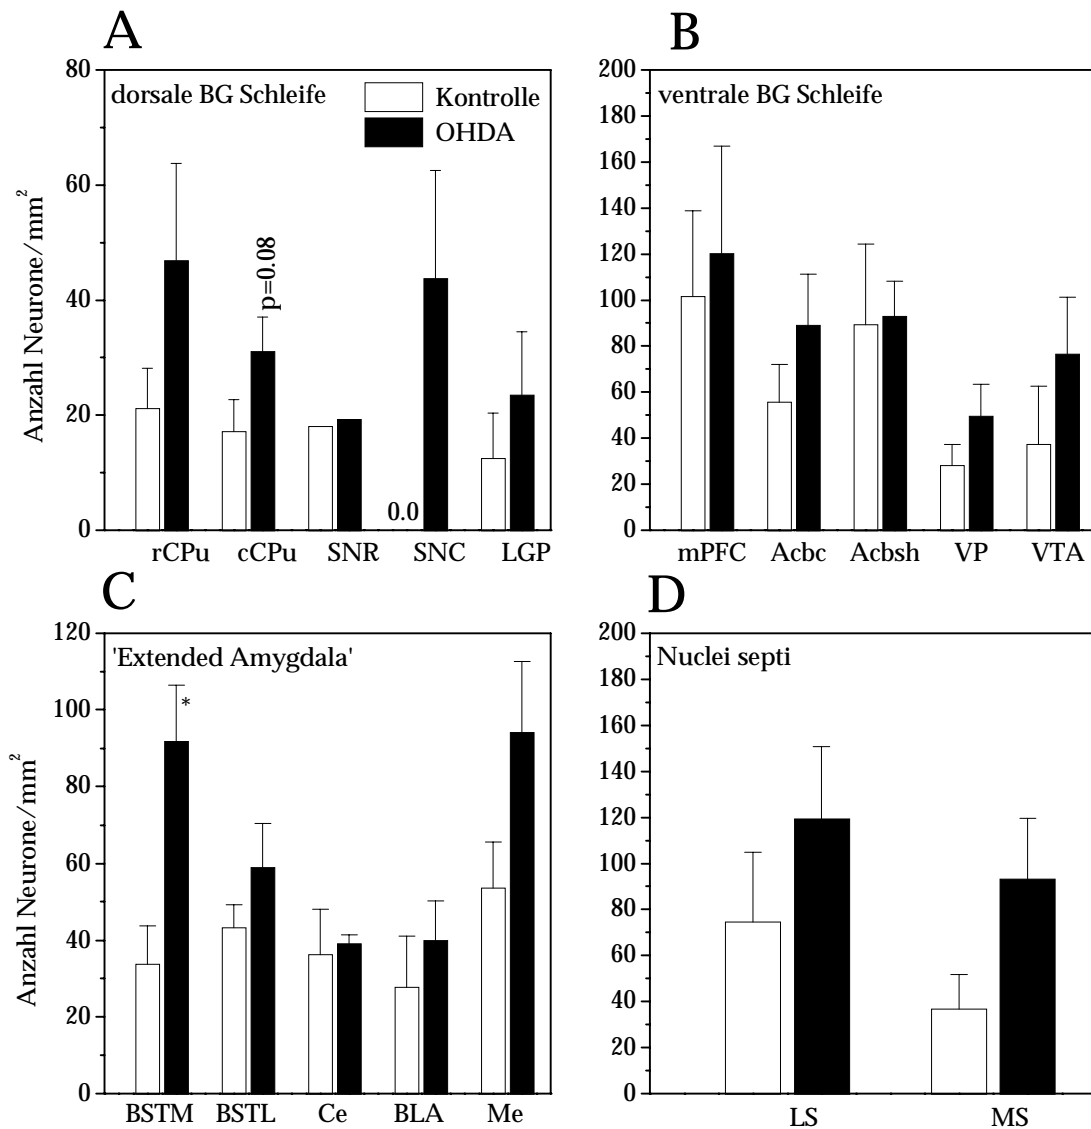 A
dorsale BG Schleife
Kontrolle
OHDA
Anzahl Neurone/mm²
80
60
40
20
0
p=0.08
0.0
rCPu cCPu SNR SNC LGP
B
ventrale BG Schleife
200
180
160
140
120
100
80
60
40
20
0
mPFC Acbc Acbsh VP VTA
C
'Extended Amygdala'
Anzahl Neurone/mm²
120
100
80
60
40
20
0
*
BSTM BSTL Ce BLA Me
D
Nuclei septi
200
180
160
140
120
100
80
60
40
20
0
LS MS